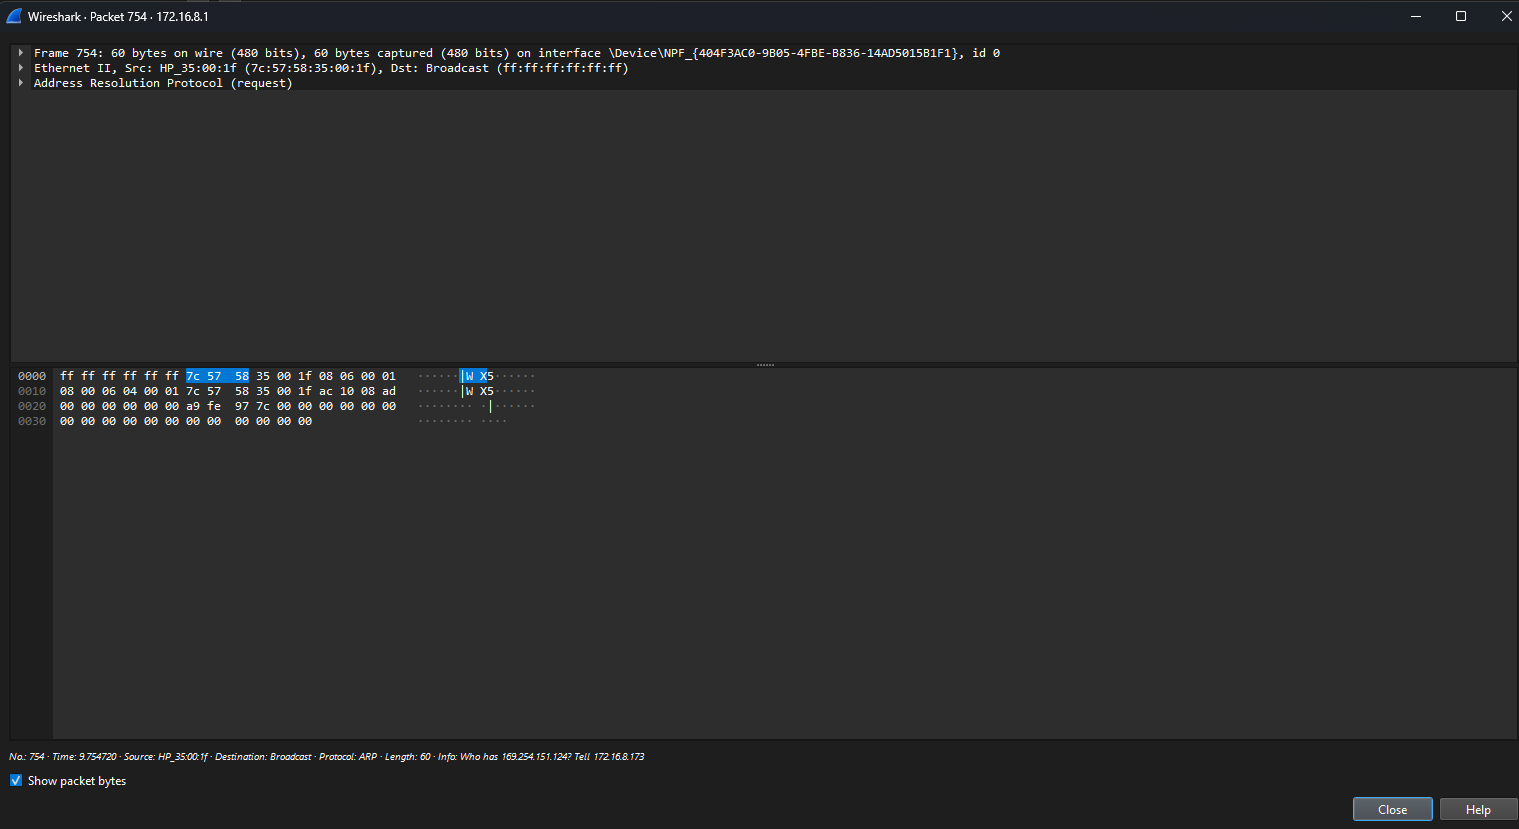 Wireshark · Packet 754 · 172.16.8.1
Frame 754: 60 bytes on wire (480 bits), 60 bytes captured (480 bits) on interface \Device\NPF_{404F3AC0-9B05-4FBE-B836-14AD5015B1F1}, id 0
Ethernet II, Src: HP_35:00:1f (7c:57:58:35:00:1f), Dst: Broadcast (ff:ff:ff:ff:ff:ff)
Address Resolution Protocol (request)
0000 ff ff ff ff ff ff 7c 57 58 35 00 1f 08 06 00 01 ······|W X5······
0010 08 00 06 04 00 01 7c 57 58 35 00 1f ac 10 08 ad ······|W X5······
0020 00 00 00 00 00 00 a9 fe 97 7c 00 00 00 00 00 00 ········ ·|······
0030 00 00 00 00 00 00 00 00 00 00 00 00 ········ ····
No.: 754 · Time: 9.754720 · Source: HP_35:00:1f · Destination: Broadcast · Protocol: ARP · Length: 60 · Info: Who has 169.254.151.124? Tell 172.16.8.173
Show packet bytes
Close Help